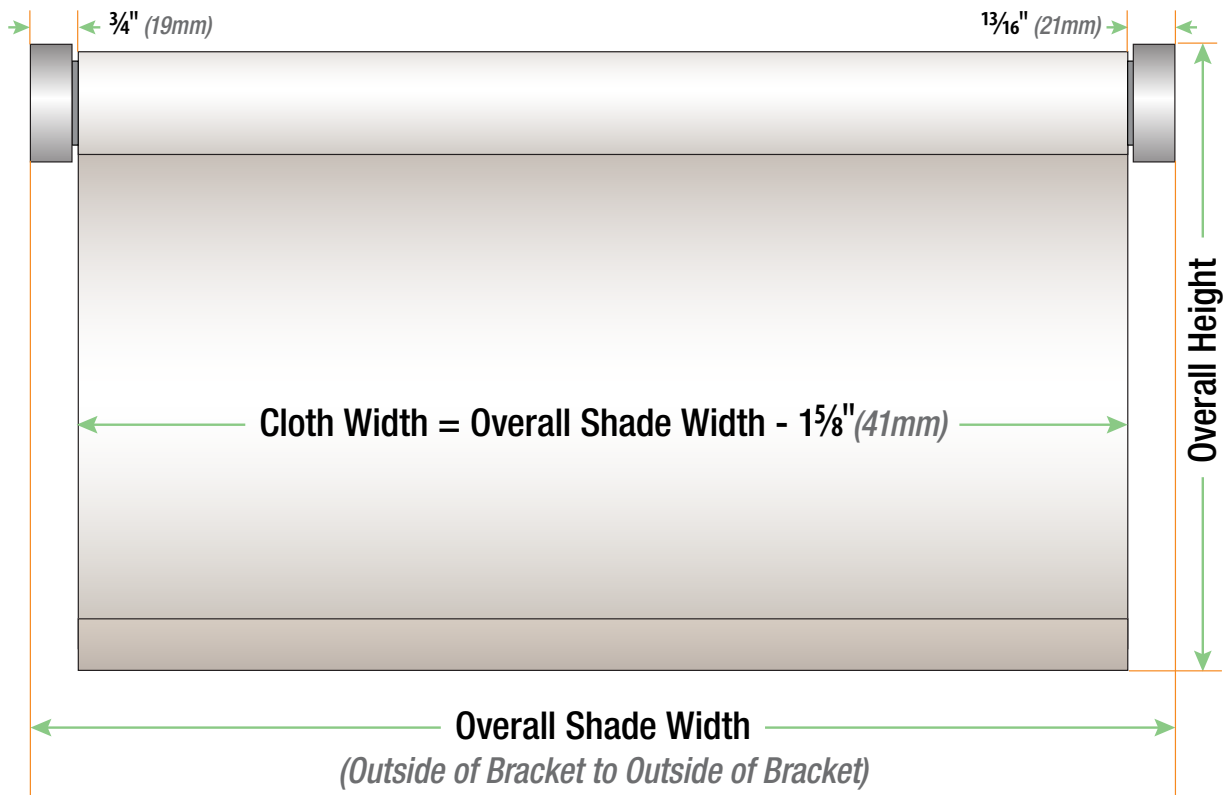 ¾" (19mm)
13⁄16" (21mm)
Overall Height
Cloth Width = Overall Shade Width - 1⅝"(41mm)
Overall Shade Width
(Outside of Bracket to Outside of Bracket)